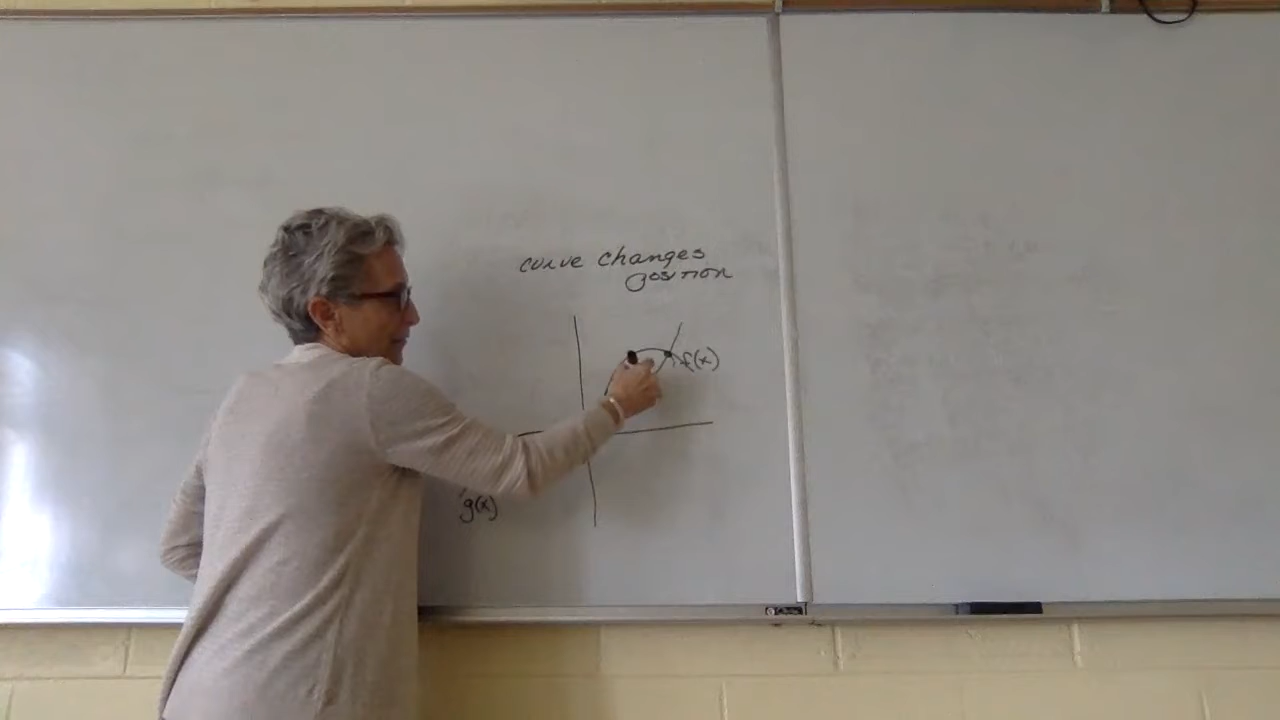 curve changes
position
f(x)
g(x)